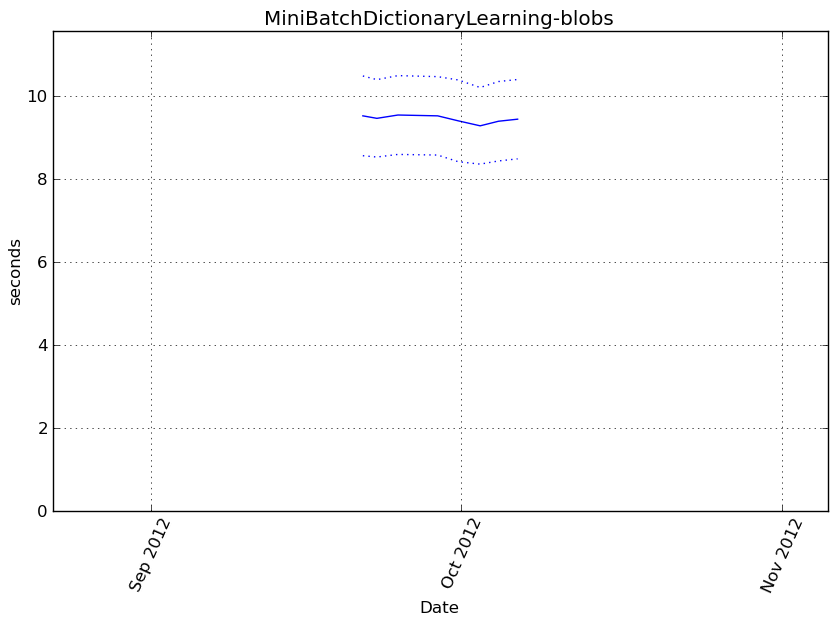 MiniBatchDictionaryLearning-blobs
10
8
6
4
2
0
seconds
Sep 2012
Oct 2012
Nov 2012
Date